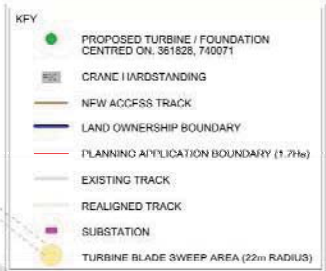 KEY
PROPOSED TURBINE / FOUNDATION
CENTRED ON. 361828, 740071
CRANE HARDSTANDING
NEW ACCESS TRACK
LAND OWNERSHIP BOUNDARY
PLANNING APPLICATION BOUNDARY (1.7Ha)
EXISTING TRACK
REALIGNED TRACK
SUBSTATION
TURBINE BLADE SWEEP AREA (22m RADIUS)